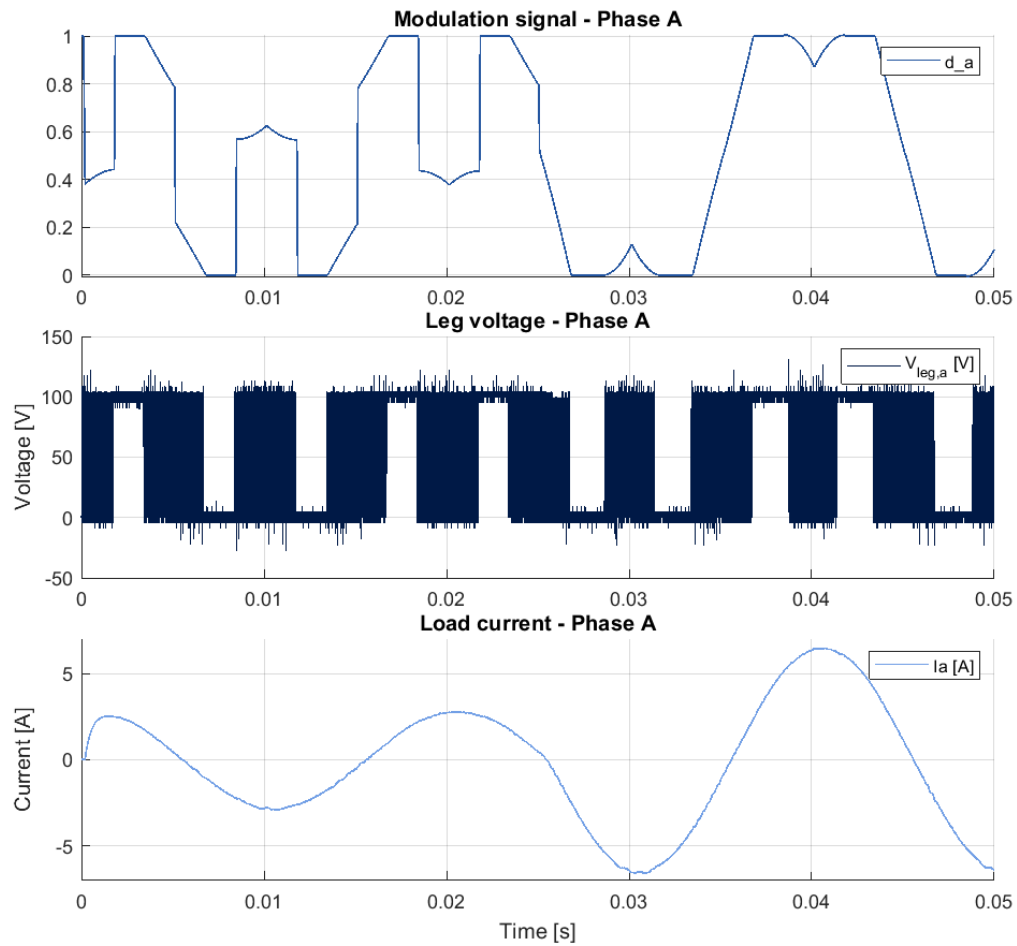 Modulation signal - Phase A
1
0.8
0.6
0.4
0.2
0
d_a
0 0.01 0.02 0.03 0.04 0.05
Leg voltage - Phase A
150
100
50
0
-50
Voltage [V]
V_leg,a [V]
0 0.01 0.02 0.03 0.04 0.05
Load current - Phase A
5
0
-5
Current [A]
Ia [A]
0 0.01 0.02 0.03 0.04 0.05
Time [s]